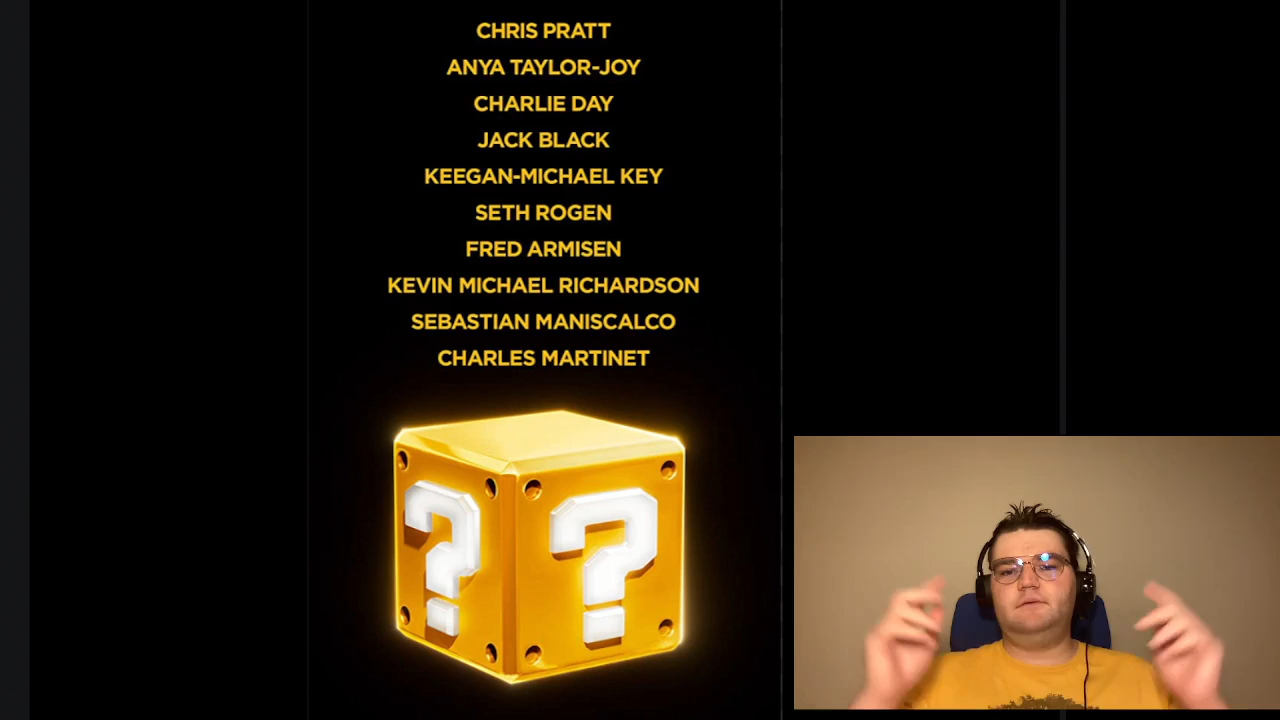 CHRIS PRATT
ANYA TAYLOR-JOY
CHARLIE DAY
JACK BLACK
KEEGAN-MICHAEL KEY
SETH ROGEN
FRED ARMISEN
KEVIN MICHAEL RICHARDSON
SEBASTIAN MANISCALCO
CHARLES MARTINET
? ?